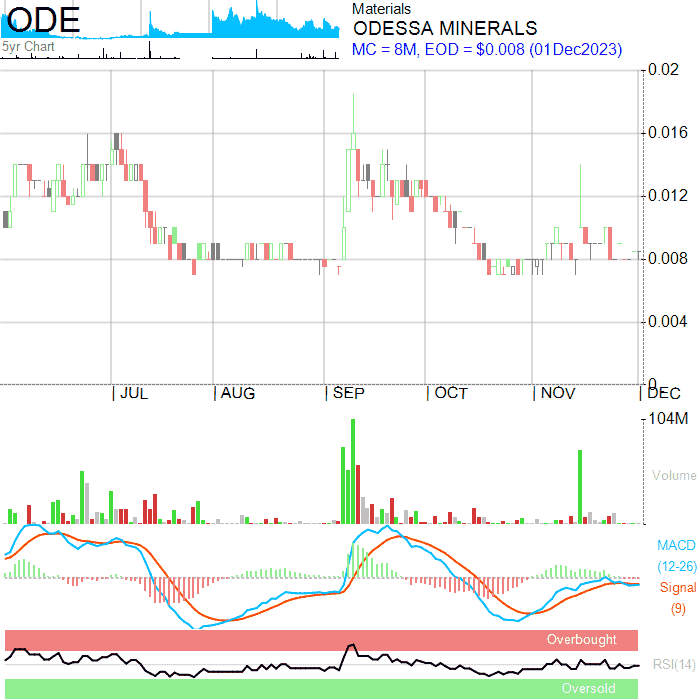 ODE
5yr Chart
Materials
ODESSA MINERALS
MC = 8M, EOD = $0.008 (01Dec2023)
0.02
0.016
0.012
0.008
0.004
0
JUL
AUG
SEP
OCT
NOV
DEC
104M
Volume
MACD
(12-26)
Signal
(9)
Overbought
RSI(14)
Oversold